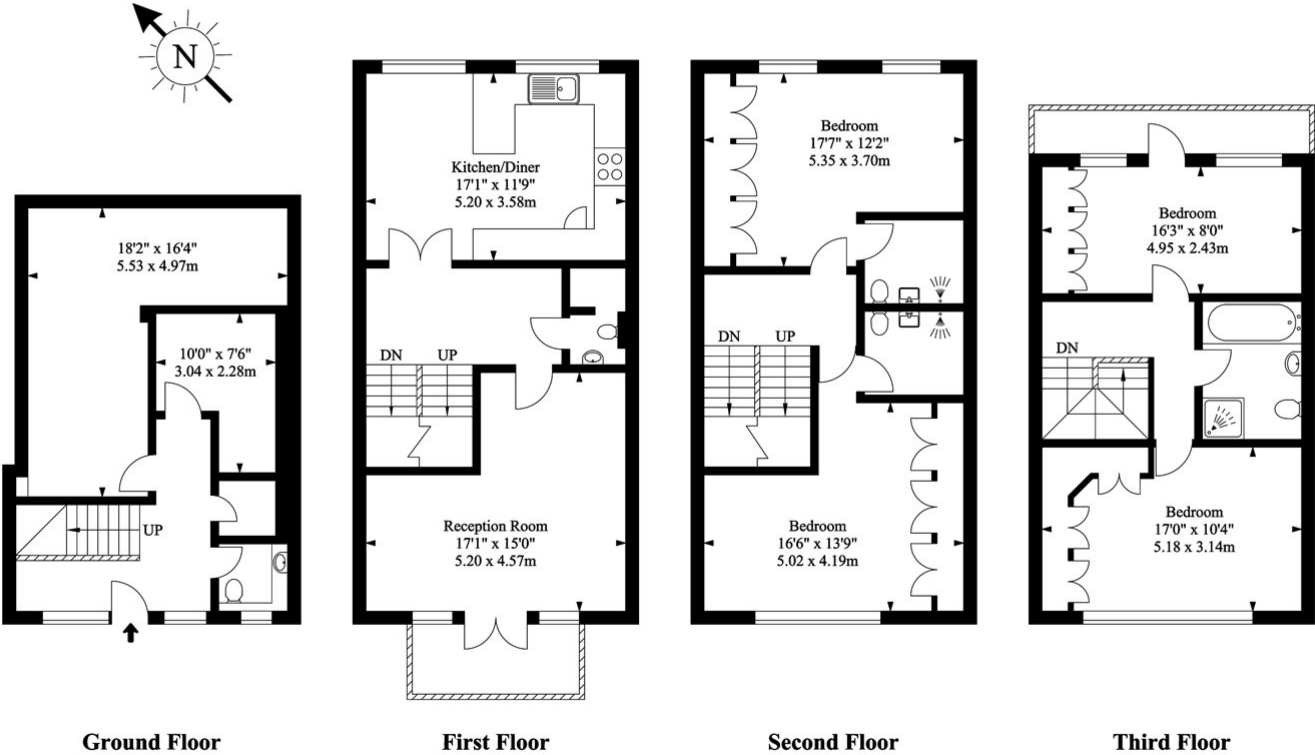 N
18'2" x 16'4"
5.53 x 4.97m
10'0" x 7'6"
3.04 x 2.28m
UP
Ground Floor
Kitchen/Diner
17'1" x 11'9"
5.20 x 3.58m
DN UP
Reception Room
17'1" x 15'0"
5.20 x 4.57m
First Floor
Bedroom
17'7" x 12'2"
5.35 x 3.70m
DN UP
Bedroom
16'6" x 13'9"
5.02 x 4.19m
Second Floor
Bedroom
16'3" x 8'0"
4.95 x 2.43m
DN
Bedroom
17'0" x 10'4"
5.18 x 3.14m
Third Floor